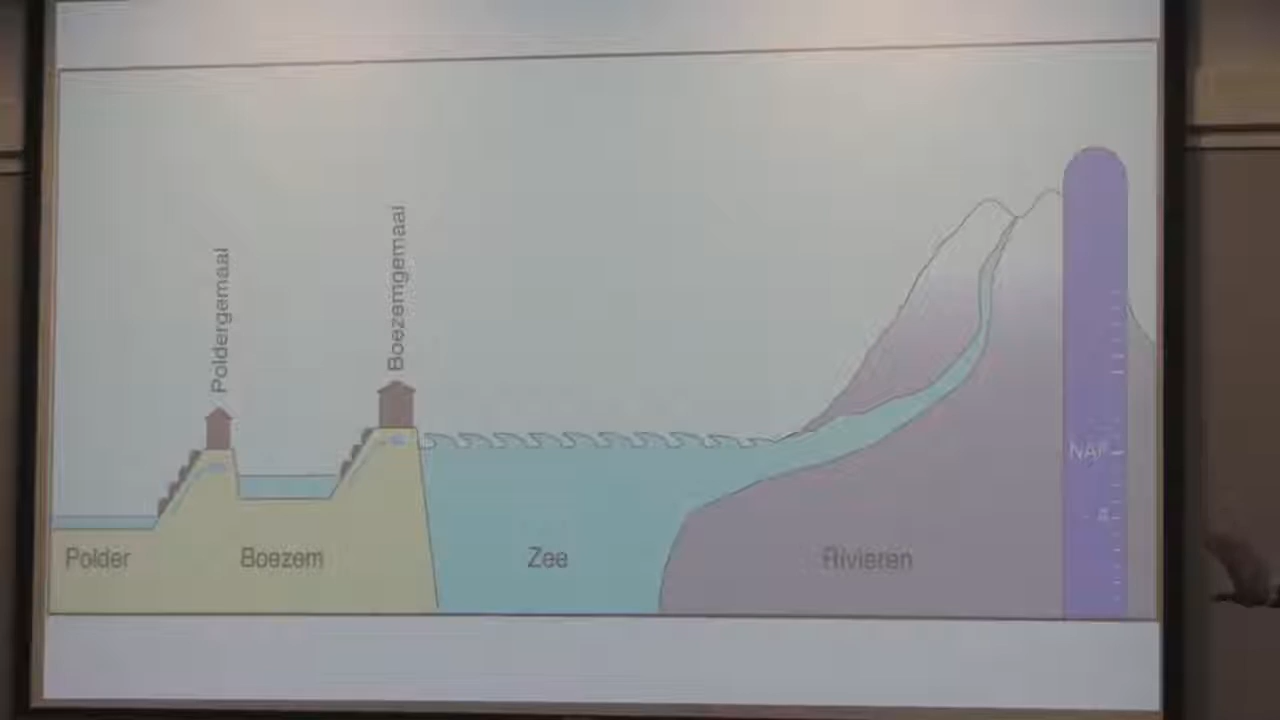 Poldergemaal
Boezemgemaal
NAP
Polder
Boezem
Zee
Rivieren